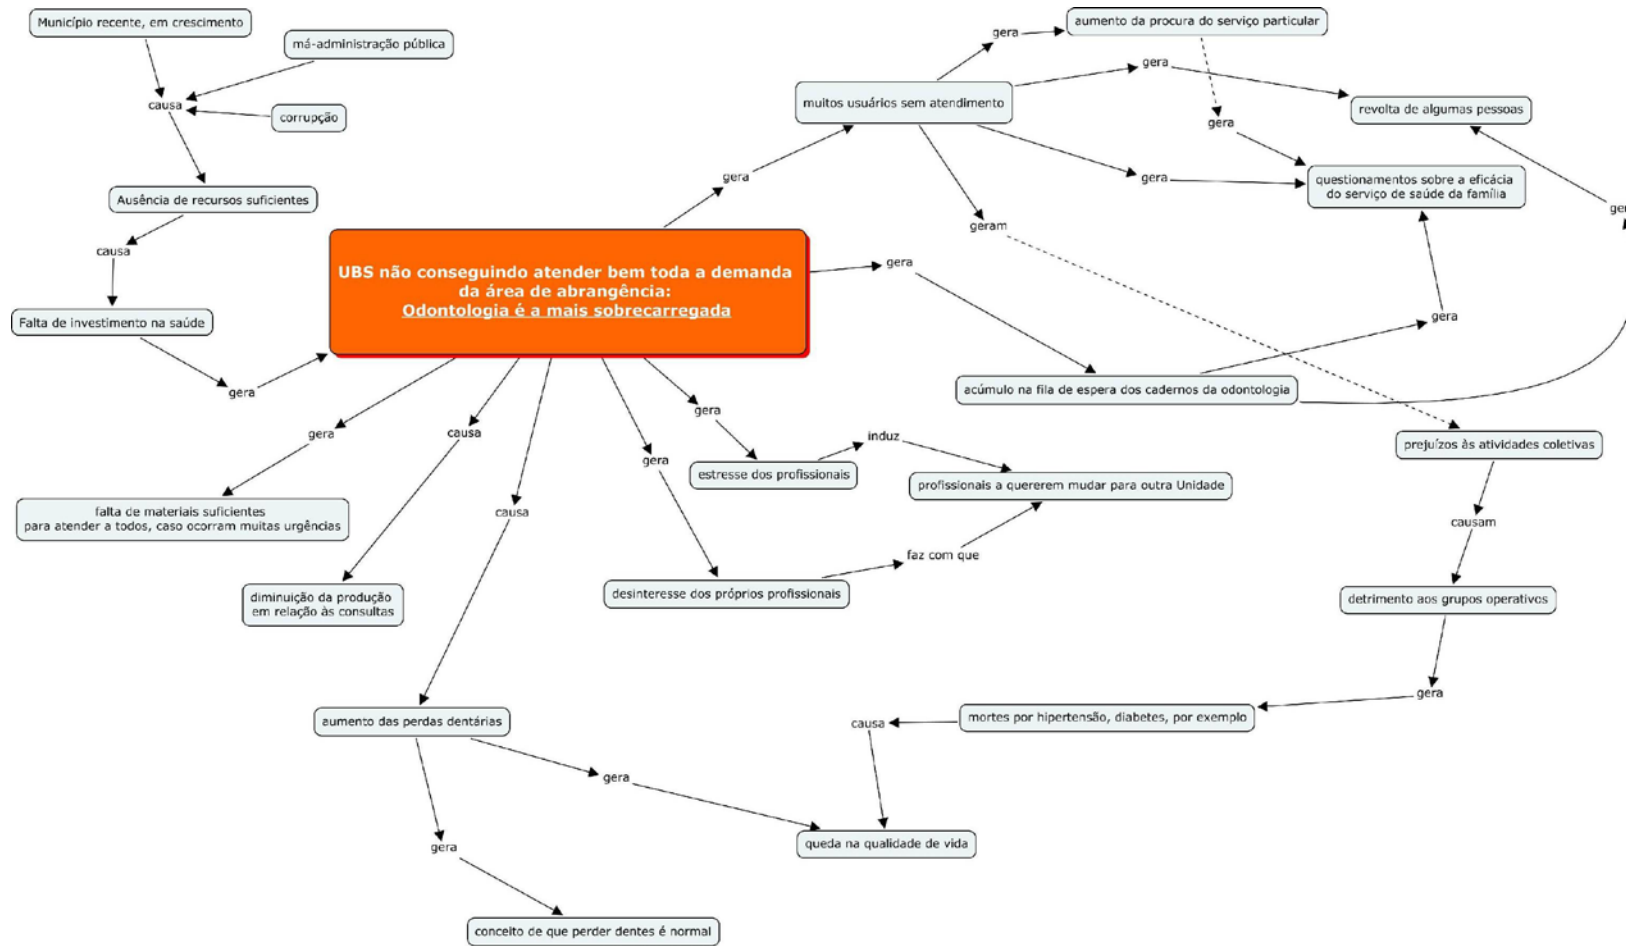 Município recente, em crescimento
má-administração pública
causa
corrupção
Ausência de recursos suficientes
causa
Falta de investimento na saúde
gera
UBS não conseguindo atender bem toda a demanda
da área de abrangência:
Odontologia é a mais sobrecarregada
gera
muitos usuários sem atendimento
gera
aumento da procura do serviço particular
gera
revolta de algumas pessoas
gera
gera
questionamentos sobre a eficácia
do serviço de saúde da família
geram
gera
acúmulo na fila de espera dos cadernos da odontologia
gera
ger
prejuízos às atividades coletivas
causam
detrimento aos grupos operativos
gera
mortes por hipertensão, diabetes, por exemplo
causa
queda na qualidade de vida
gera
estresse dos profissionais
induz
profissionais a quererem mudar para outra Unidade
gera
desinteresse dos próprios profissionais
faz com que
gera
falta de materiais suficientes
para atender a todos, caso ocorram muitas urgências
causa
diminuição da produção
em relação às consultas
causa
aumento das perdas dentárias
gera
gera
conceito de que perder dentes é normal